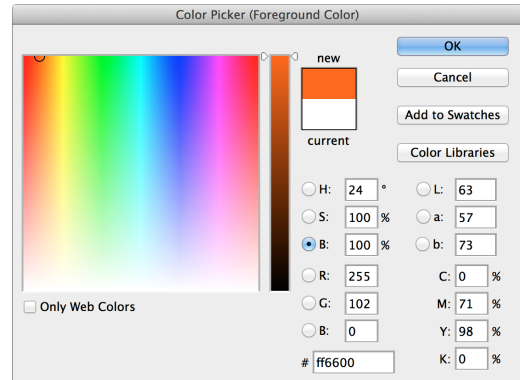 Color Picker (Foreground Color)
new
current
OK
Cancel
Add to Swatches
Color Libraries
H: 24 °
S: 100 %
B: 100 %
R: 255
G: 102
B: 0
# ff6600
L: 63
a: 57
b: 73
C: 0 %
M: 71 %
Y: 98 %
K: 0 %
Only Web Colors